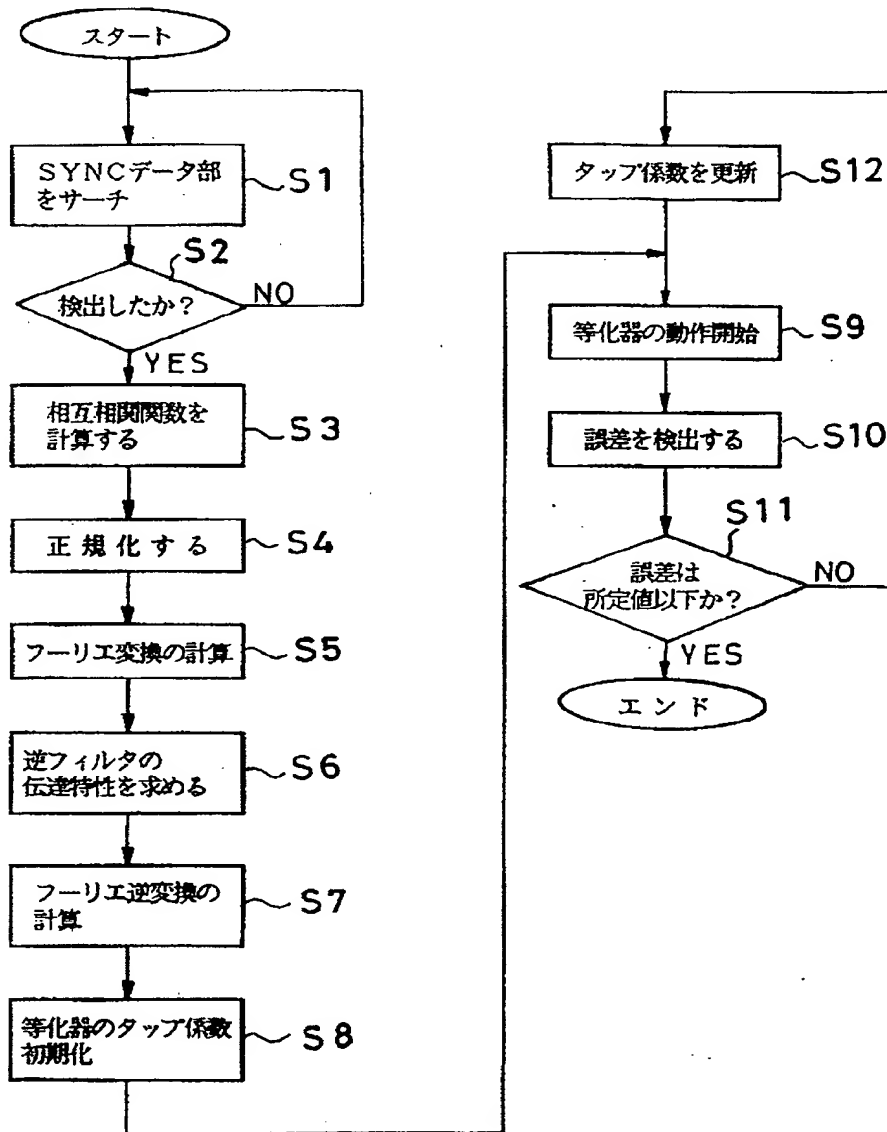 スタート
SYNCデータ部
をサーチ
S1
S2
検出したか?
NO
YES
相互相関関数を
計算する
S3
正規化する
S4
フーリエ変換の計算
S5
逆フィルタの
伝達特性を求める
S6
フーリエ逆変換の
計算
S7
等化器のタップ係数
初期化
S8
タップ係数を更新
S12
等化器の動作開始
S9
誤差を検出する
S10
S11
誤差は
所定値以下か?
NO
YES
エンド